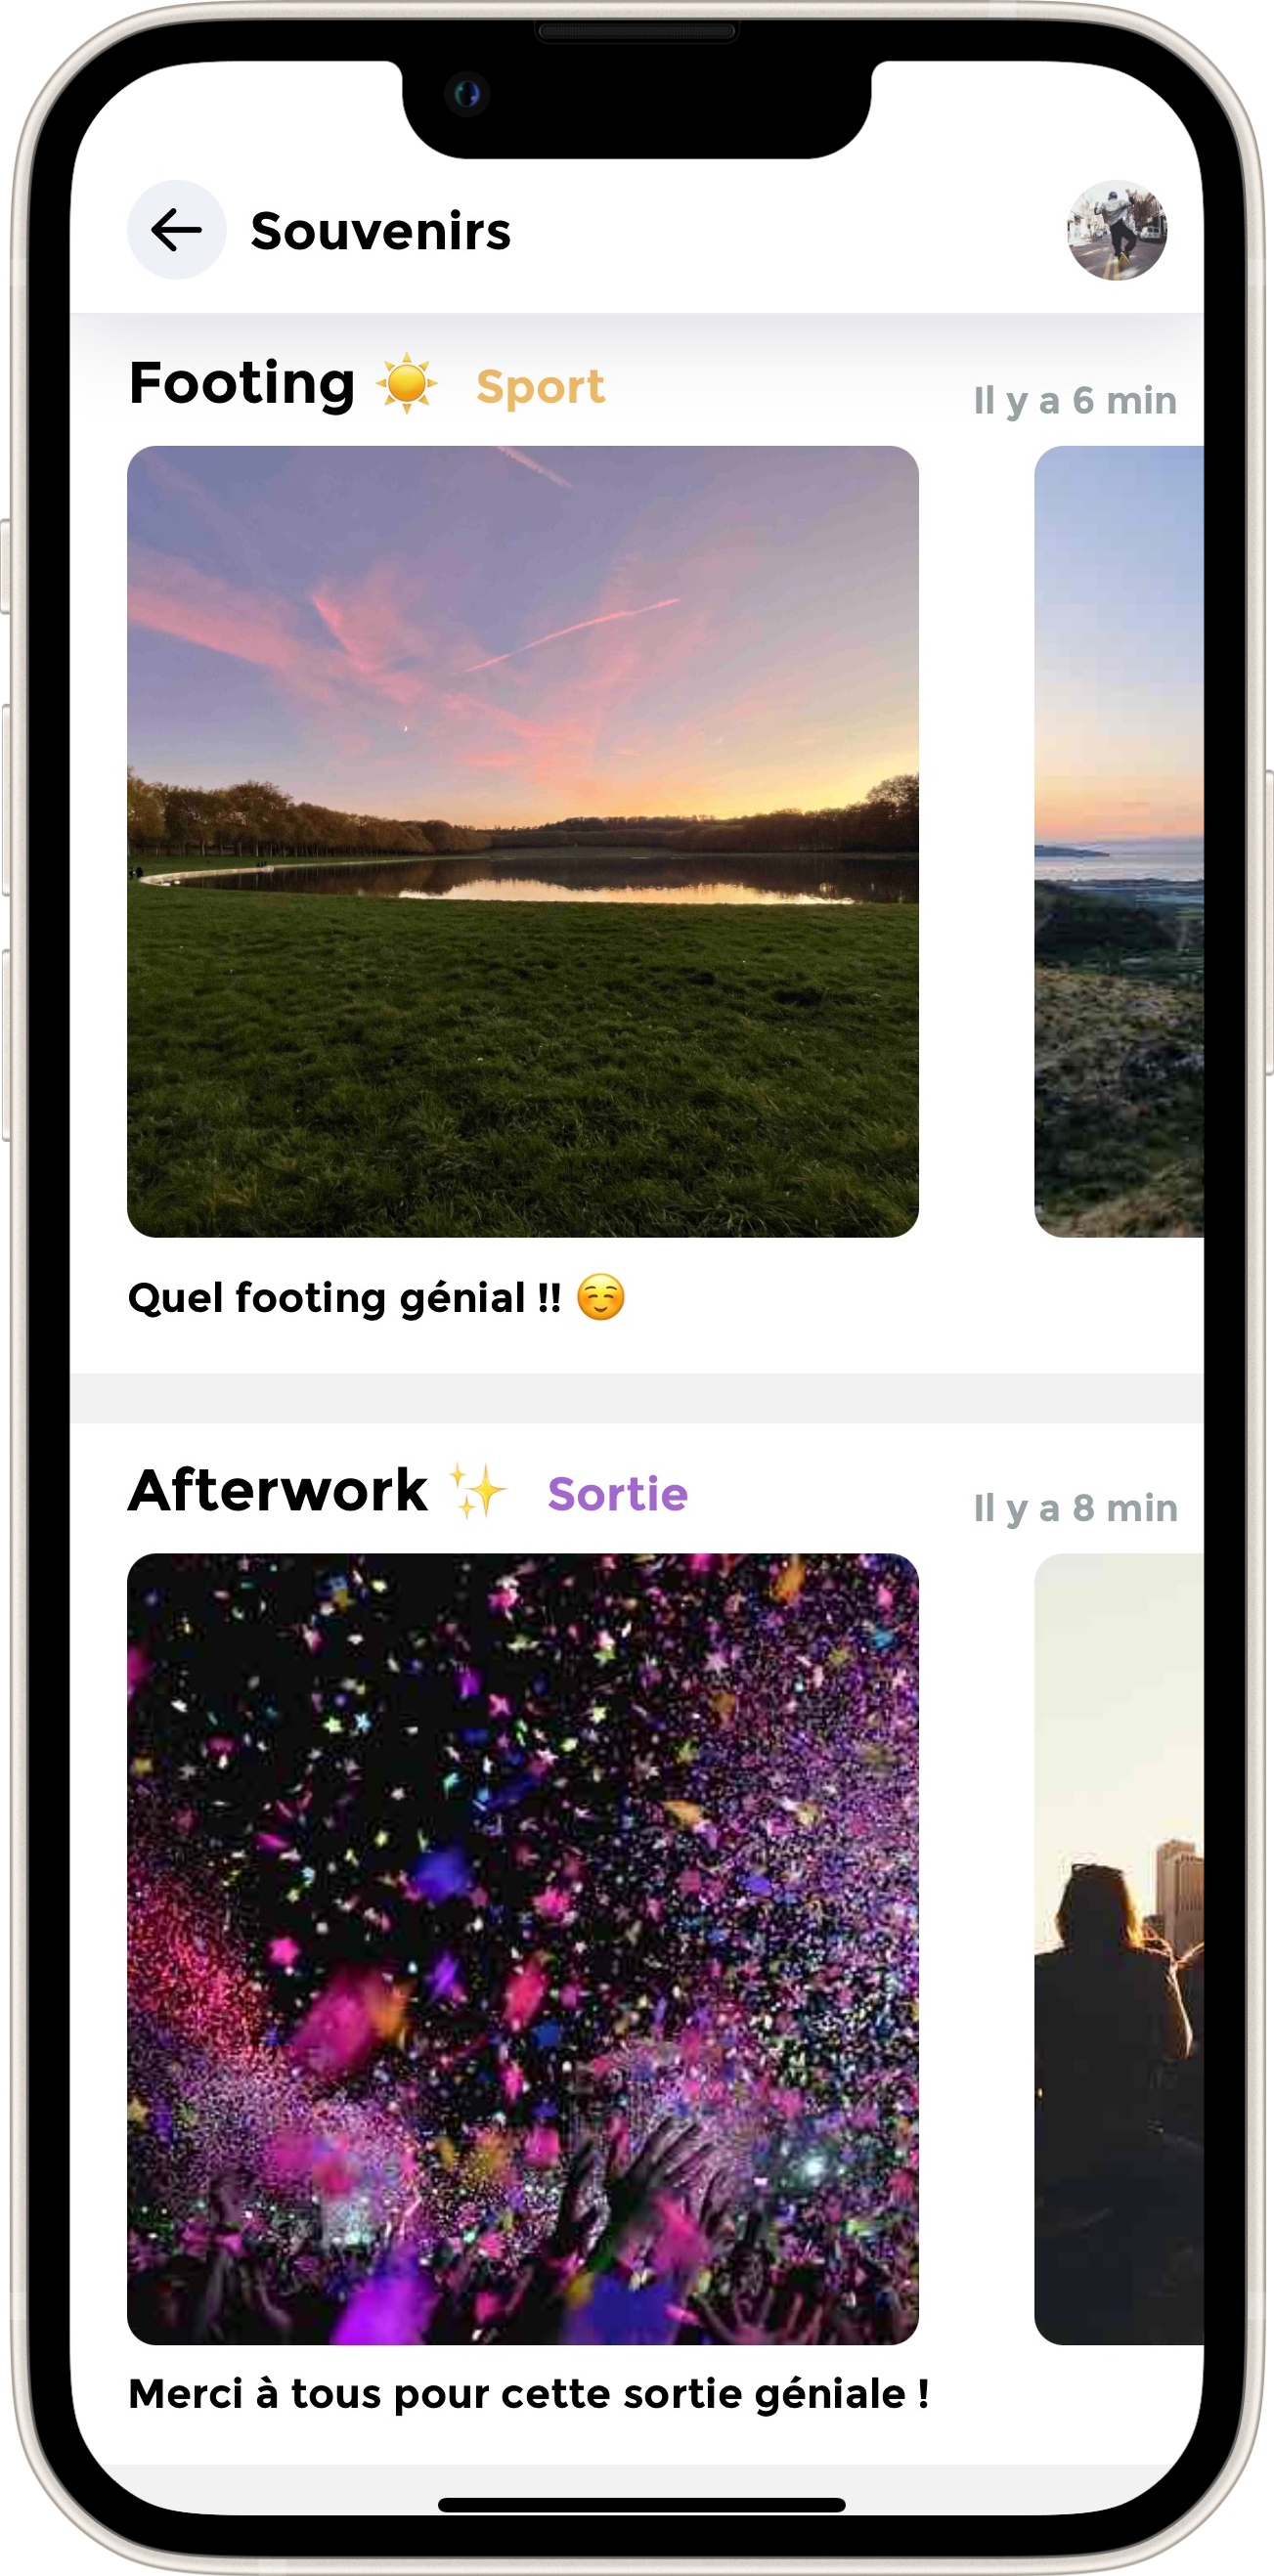 Souvenirs
Footing ☀️ Sport
Il y a 6 min
Quel footing génial !! ☺️
Afterwork ✨ Sortie
Il y a 8 min
Merci à tous pour cette sortie géniale !